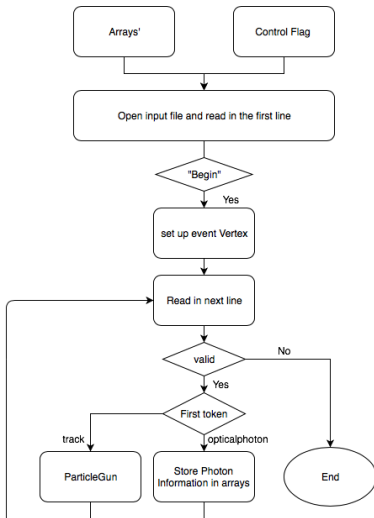 Arrays'
Control Flag
Open input file and read in the first line
"Begin"
Yes
set up event Vertex
Read in next line
valid
No
Yes
First token
track
opticalphoton
ParticleGun
Store Photon
Information in arrays
End